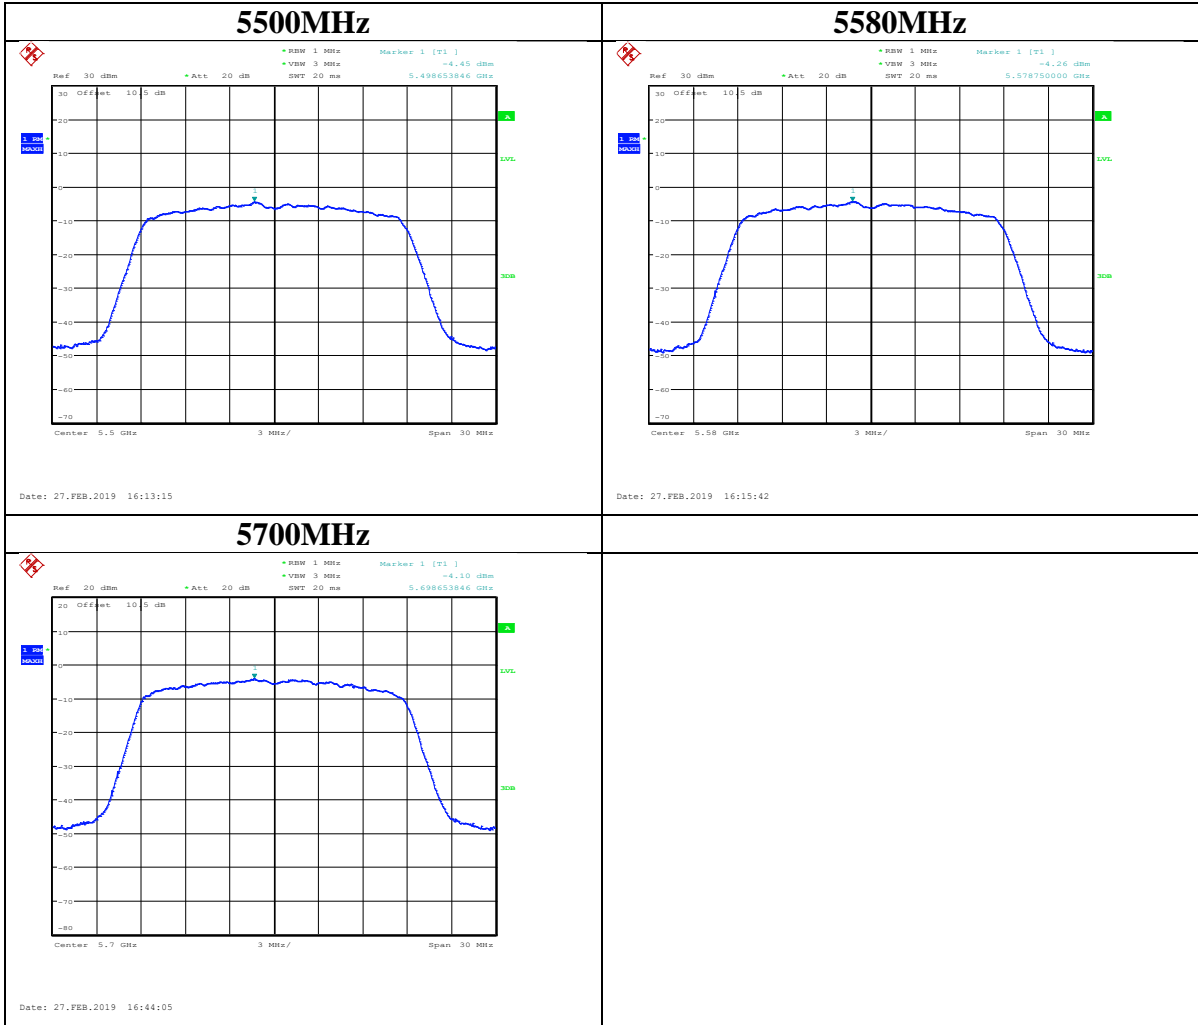 5500MHz
5580MHz
R S
* RBW 1 MHz Marker 1 [T1 ]
* VBW 3 MHz -4.45 dBm
Ref 30 dBm * Att 20 dB SWT 20 ms 5.498653846 GHz
30 Offset 10.5 dB
A
20
1 RM *
MAXH
10
LVL
0
1
-10
-20
3DB
-30
-40
-50
-60
-70
Center 5.5 GHz 3 MHz/ Span 30 MHz
Date: 27.FEB.2019 16:13:15
R S
* RBW 1 MHz Marker 1 [T1 ]
* VBW 3 MHz -4.26 dBm
Ref 30 dBm * Att 20 dB SWT 20 ms 5.578750000 GHz
30 Offset 10.5 dB
A
20
1 RM *
MAXH
10
LVL
0
1
-10
-20
3DB
-30
-40
-50
-60
-70
Center 5.58 GHz 3 MHz/ Span 30 MHz
Date: 27.FEB.2019 16:15:42
5700MHz
R S
* RBW 1 MHz Marker 1 [T1 ]
* VBW 3 MHz -4.10 dBm
Ref 20 dBm * Att 20 dB SWT 20 ms 5.698653846 GHz
20 Offset 10.5 dB
A
10
1 RM *
MAXH
0
LVL
1
-10
-20
-30
3DB
-40
-50
-60
-70
-80
Center 5.7 GHz 3 MHz/ Span 30 MHz
Date: 27.FEB.2019 16:44:05